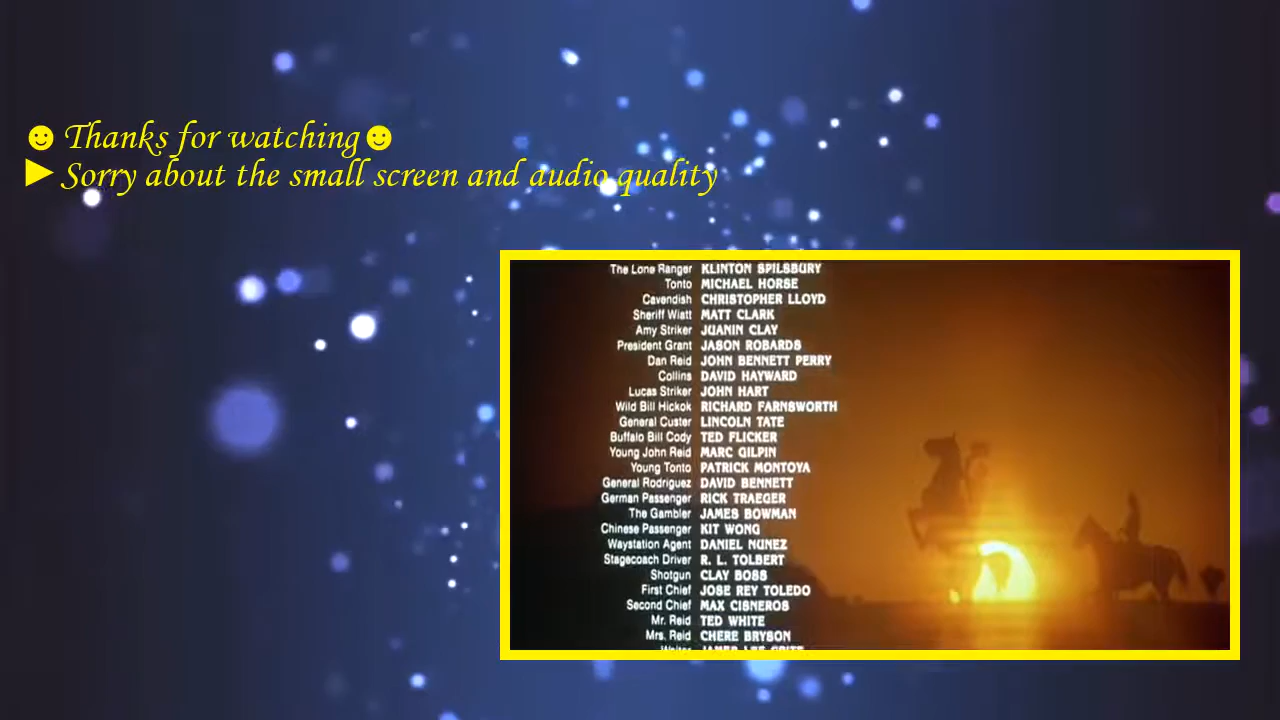 ☻Thanks for watching☻
►Sorry about the small screen and audio quality
The Lone Ranger KLINTON SPILSBURY
Tonto MICHAEL HORSE
Cavendish CHRISTOPHER LLOYD
Sheriff Wiatt MATT CLARK
Amy Striker JUANIN CLAY
President Grant JASON ROBARDS
Dan Reid JOHN BENNETT PERRY
Collins DAVID HAYWARD
Lucas Striker JOHN HART
Wild Bill Hickok RICHARD FARNSWORTH
General Custer LINCOLN TATE
Buffalo Bill Cody TED FLICKER
Young John Reid MARC GILPIN
Young Tonto PATRICK MONTOYA
General Rodriguez DAVID BENNETT
German Passenger RICK TRAEGER
The Gambler JAMES BOWMAN
Chinese Passenger KIT WONG
Waystation Agent DANIEL NUNEZ
Stagecoach Driver R. L. TOLBERT
Shotgun CLAY BOSS
First Chief JOSE REY TOLEDO
Second Chief MAX CISNEROS
Mr. Reid TED WHITE
Mrs. Reid CHERE BRYSON